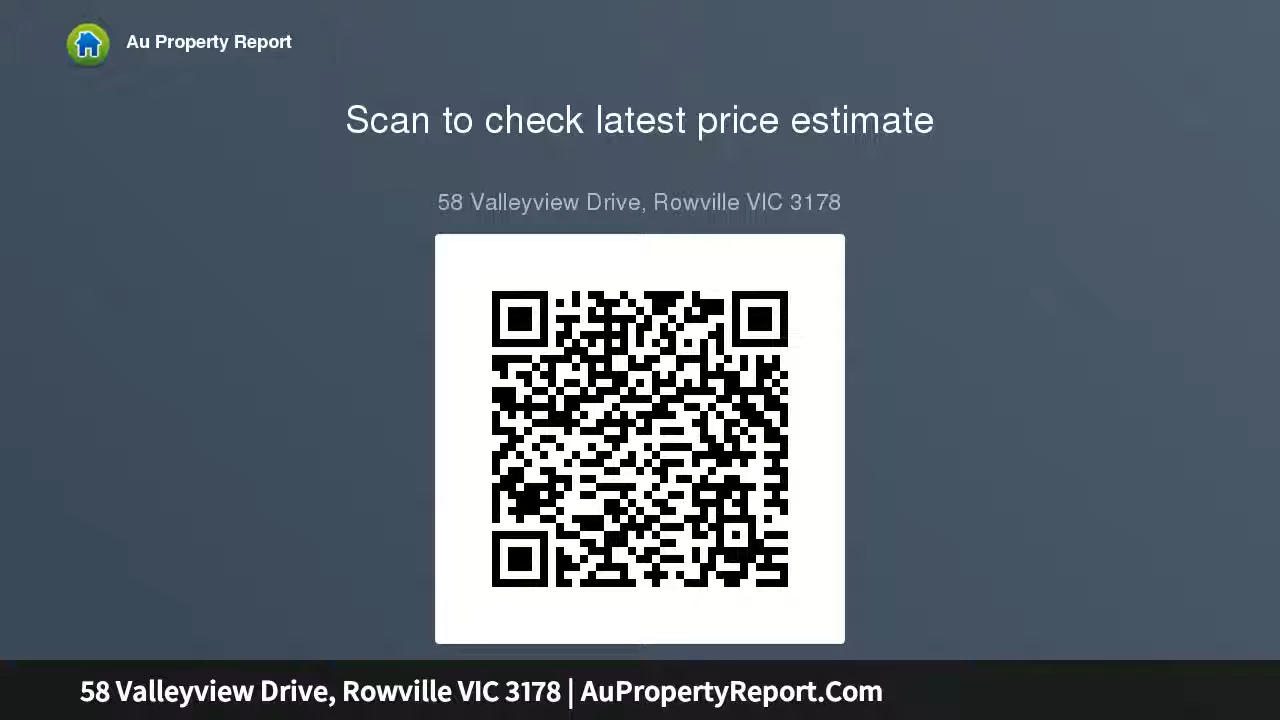 Au Property Report
Scan to check latest price estimate
58 Valleyview Drive, Rowville VIC 3178
58 Valleyview Drive, Rowville VIC 3178 | AuPropertyReport.Com